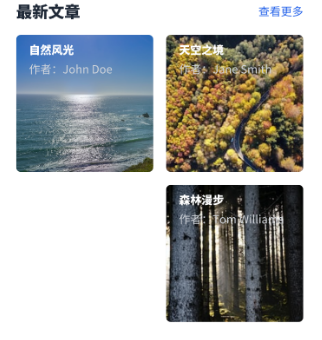 最新文章
查看更多
自然风光
作者：John Doe
天空之境
作者：Jane Smith
森林漫步
作者：Tom Williams